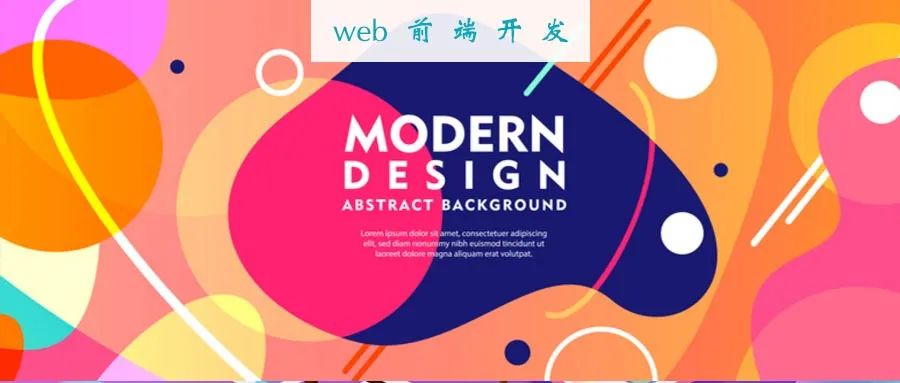 web 前端开发
MODERN
DESIGN
ABSTRACT BACKGROUND
Lorem ipsum dolor sit amet, consectetuer adipiscing
elit, sed diam nonummy nibh euismod tincidunt ut
laoreet dolore magna aliquam erat volutpat.